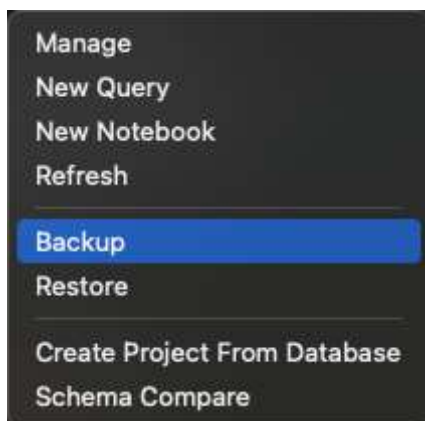 Manage
New Query
New Notebook
Refresh
Backup
Restore
Create Project From Database
Schema Compare